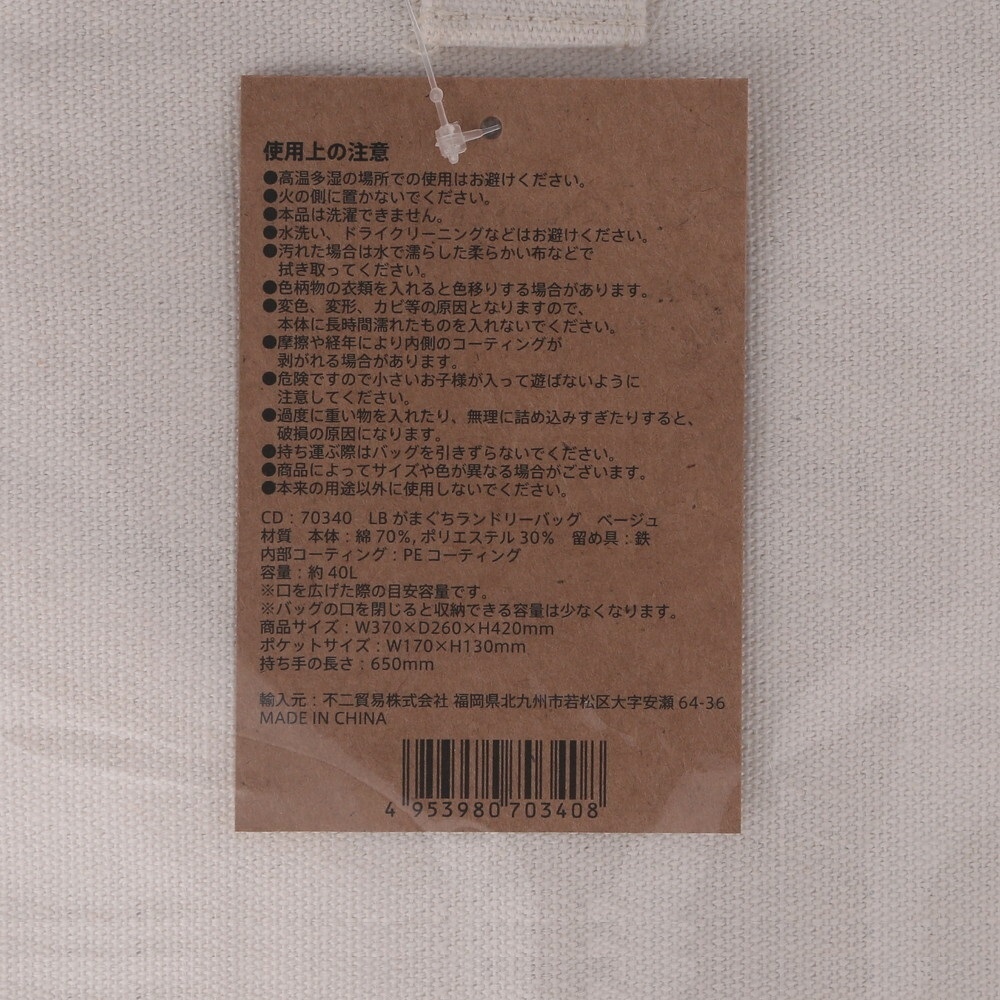 使用上の注意
●高温多湿の場所での使用はお避けください。
●火の側に置かないでください。
●本品は洗濯できません。
●水洗い、ドライクリーニングなどはお避けください。
●汚れた場合は水で濡らした柔らかい布などで
拭き取ってください。
●色柄物の衣類を入れると色移りする場合があります。
●変色、変形、カビ等の原因となりますので、
本体に長時間濡れたものを入れないでください。
●摩擦や経年により内側のコーティングが
剥がれる場合があります。
●危険ですので小さいお子様が入って遊ばないように
注意してください。
●過度に重い物を入れたり、無理に詰め込みすぎたりすると、
破損の原因になります。
●持ち運ぶ際はバッグを引きずらないでください。
●商品によってサイズや色が異なる場合がございます。
●本来の用途以外に使用しないでください。
CD：70340　LB がまぐちランドリーバッグ　ベージュ
材質　本体：綿 70%, ポリエステル 30%　留め具：鉄
内部コーティング：PE コーティング
容量：約 40L
※口を広げた際の目安容量です。
※バッグの口を閉じると収納できる容量は少なくなります。
商品サイズ：W370×D260×H420mm
ポケットサイズ：W170×H130mm
持ち手の長さ：650mm
輸入元：不二貿易株式会社 福岡県北九州市若松区大字安瀬 64-36
MADE IN CHINA
4 953980 703408